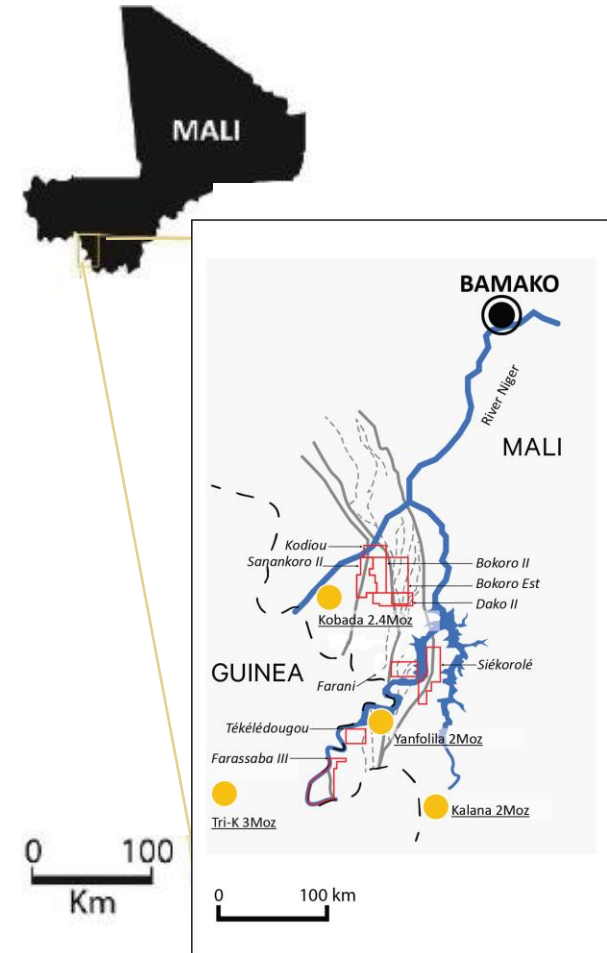 MALI
BAMAKO
River Niger
MALI
Kodiou
Sanankoro II
Bokoro II
Bokoro Est
Dako II
Kobada 2.4Moz
GUINEA
Siékorolé
Farani
Tékélédougou
Yanfolila 2Moz
Farassaba III
Tri-K 3Moz
Kalana 2Moz
0 100
Km
0 100 km